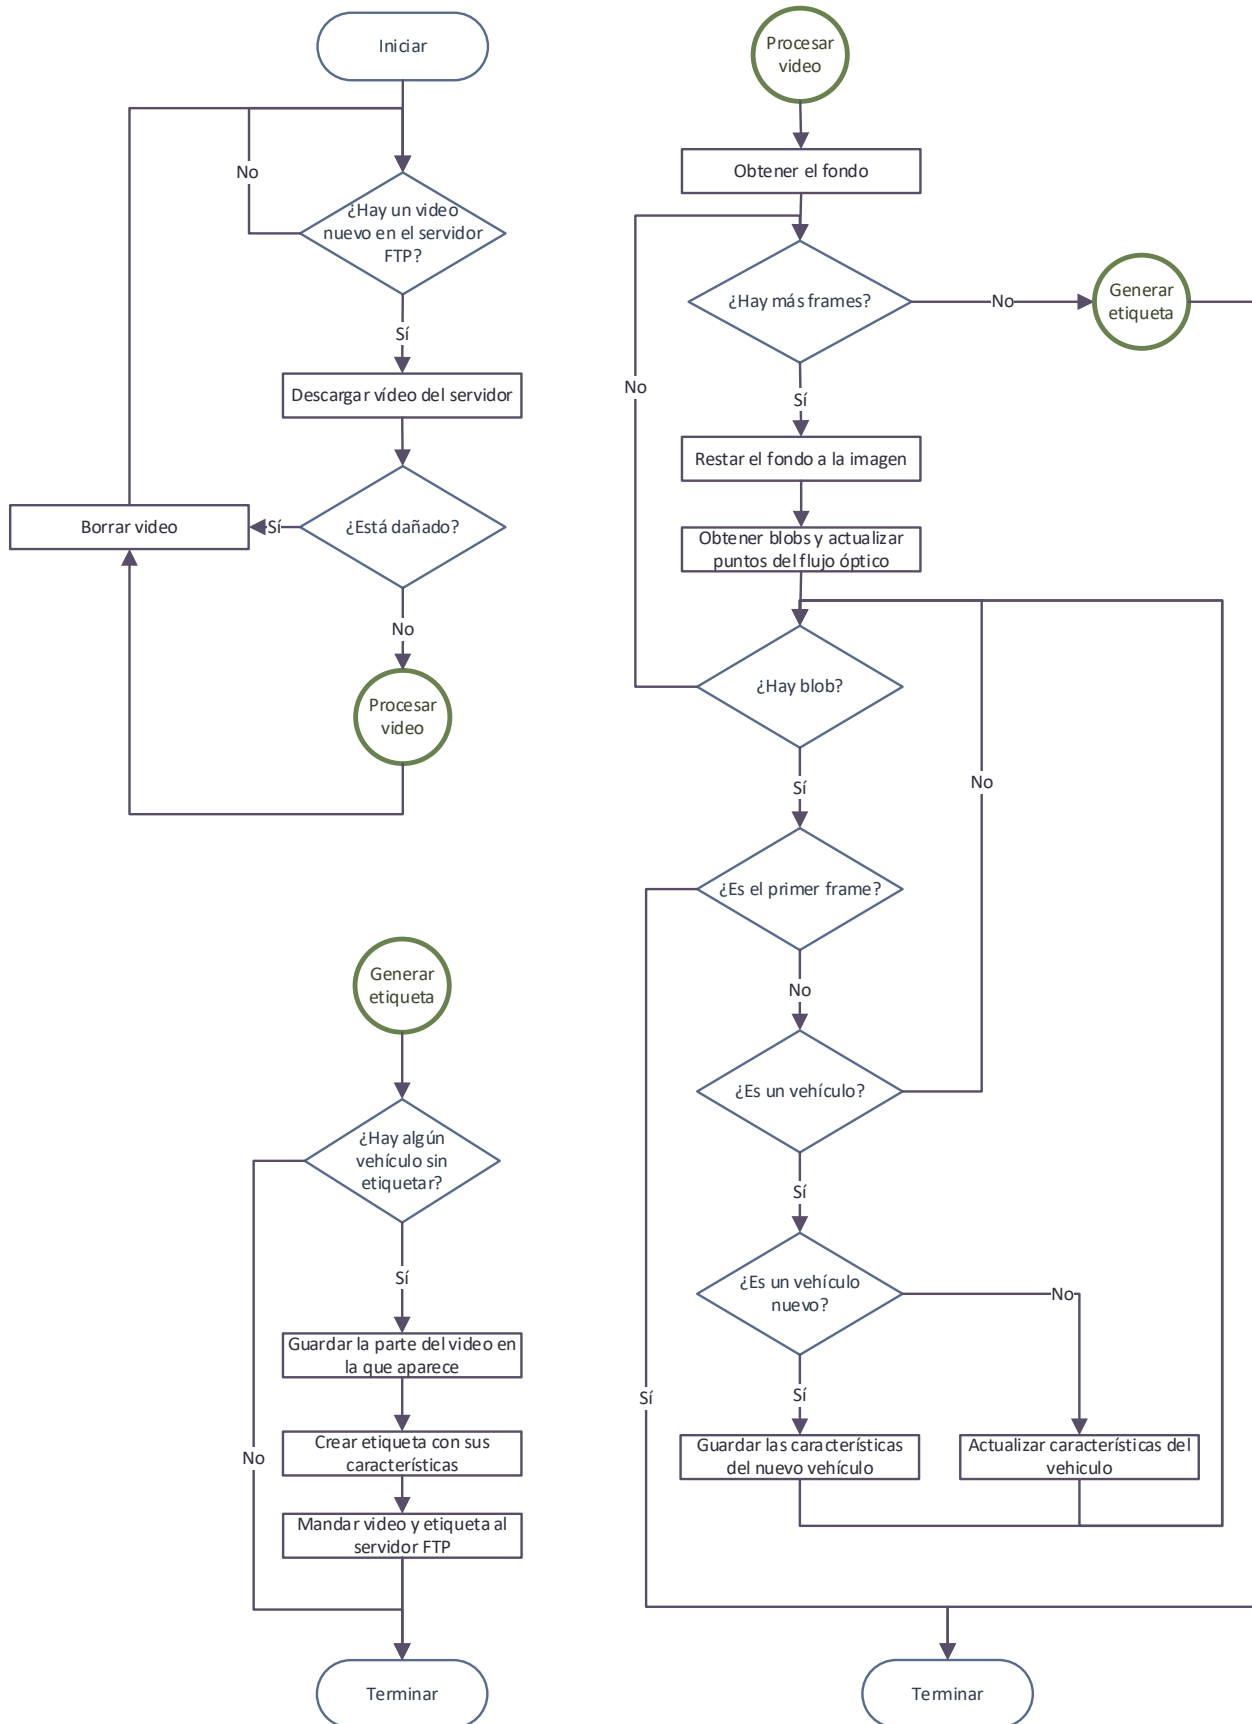 Iniciar
No
¿Hay un video
nuevo en el servidor
FTP?
Sí
Descargar vídeo del servidor
Borrar video
Sí
¿Está dañado?
No
Procesar
video
Generar
etiqueta
¿Hay algún
vehículo sin
etiquetar?
Sí
Guardar la parte del video en
la que aparece
No
Crear etiqueta con sus
características
Mandar video y etiqueta al
servidor FTP
Terminar
Procesar
video
Obtener el fondo
¿Hay más frames?
No
Generar
etiqueta
No
Sí
Restar el fondo a la imagen
Obtener blobs y actualizar
puntos del flujo óptico
¿Hay blob?
Sí
No
¿Es el primer frame?
No
¿Es un vehículo?
Sí
¿Es un vehículo
nuevo?
No
Sí
Sí
Guardar las características
del nuevo vehículo
Actualizar características del
vehiculo
Terminar